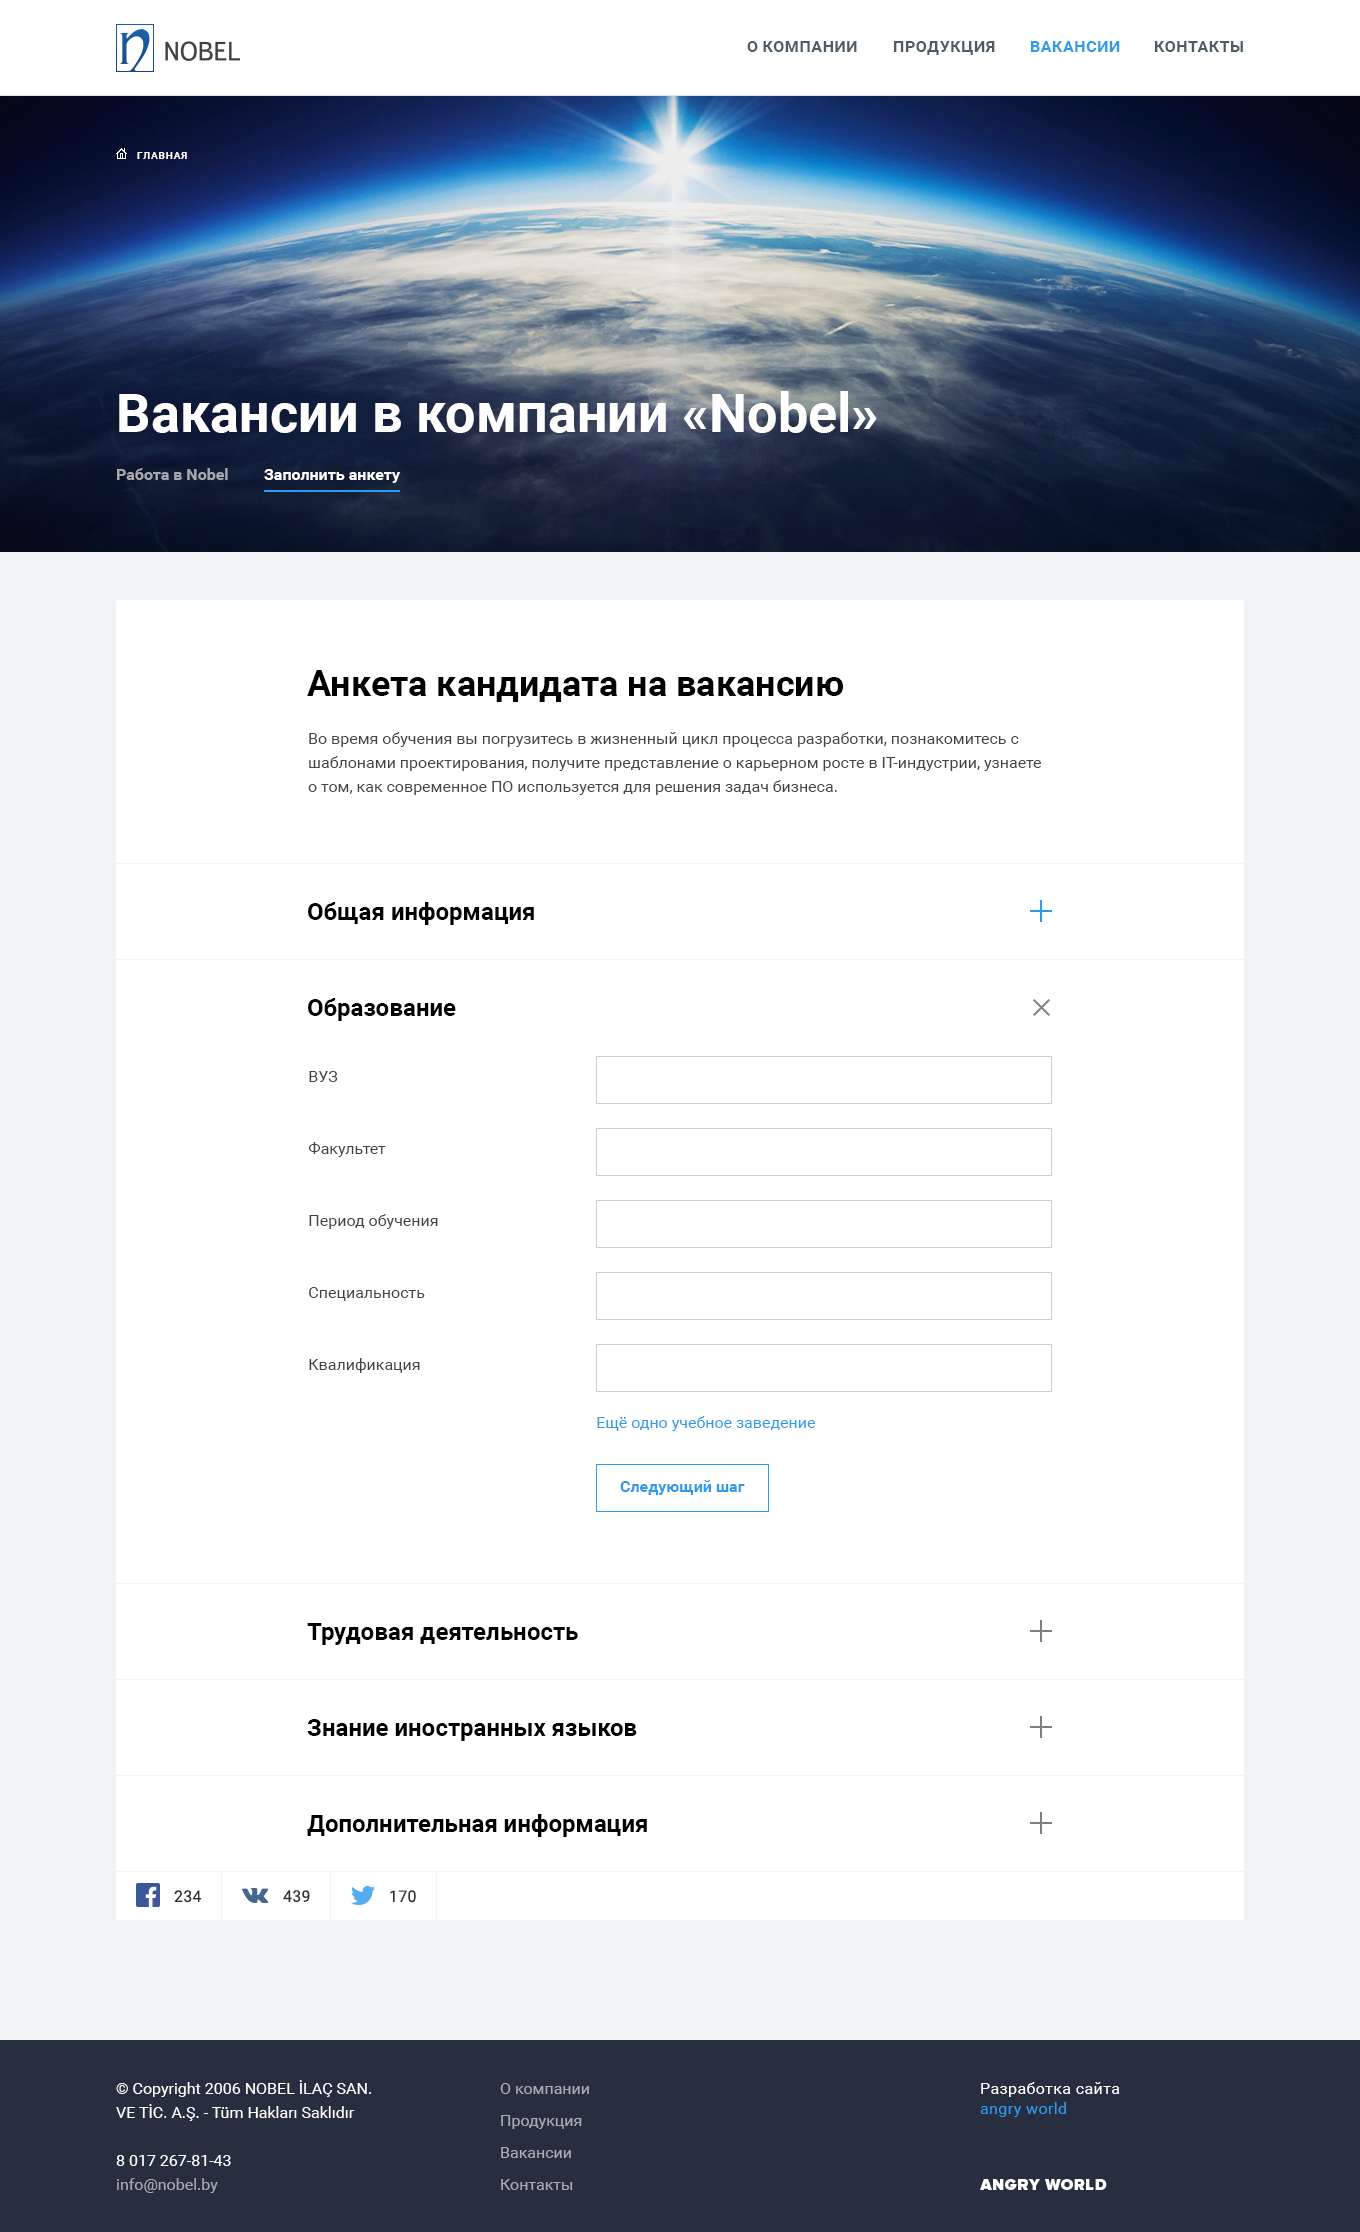 NOBEL
О КОМПАНИИ ПРОДУКЦИЯ ВАКАНСИИ КОНТАКТЫ
ГЛАВНАЯ
Вакансии в компании «Nobel»
Работа в Nobel Заполнить анкету
Анкета кандидата на вакансию
Во время обучения вы погрузитесь в жизненный цикл процесса разработки, познакомитесь с
шаблонами проектирования, получите представление о карьерном росте в IT-индустрии, узнаете
о том, как современное ПО используется для решения задач бизнеса.
Общая информация
Образование
ВУЗ
Факультет
Период обучения
Специальность
Квалификация
Ещё одно учебное заведение
Следующий шаг
Трудовая деятельность
Знание иностранных языков
Дополнительная информация
234 439 170
© Copyright 2006 NOBEL İLAÇ SAN.
VE TİC. A.Ş. - Tüm Hakları Saklıdır
8 017 267-81-43
info@nobel.by
О компании
Продукция
Вакансии
Контакты
Разработка сайта
angry world
ANGRY WORLD